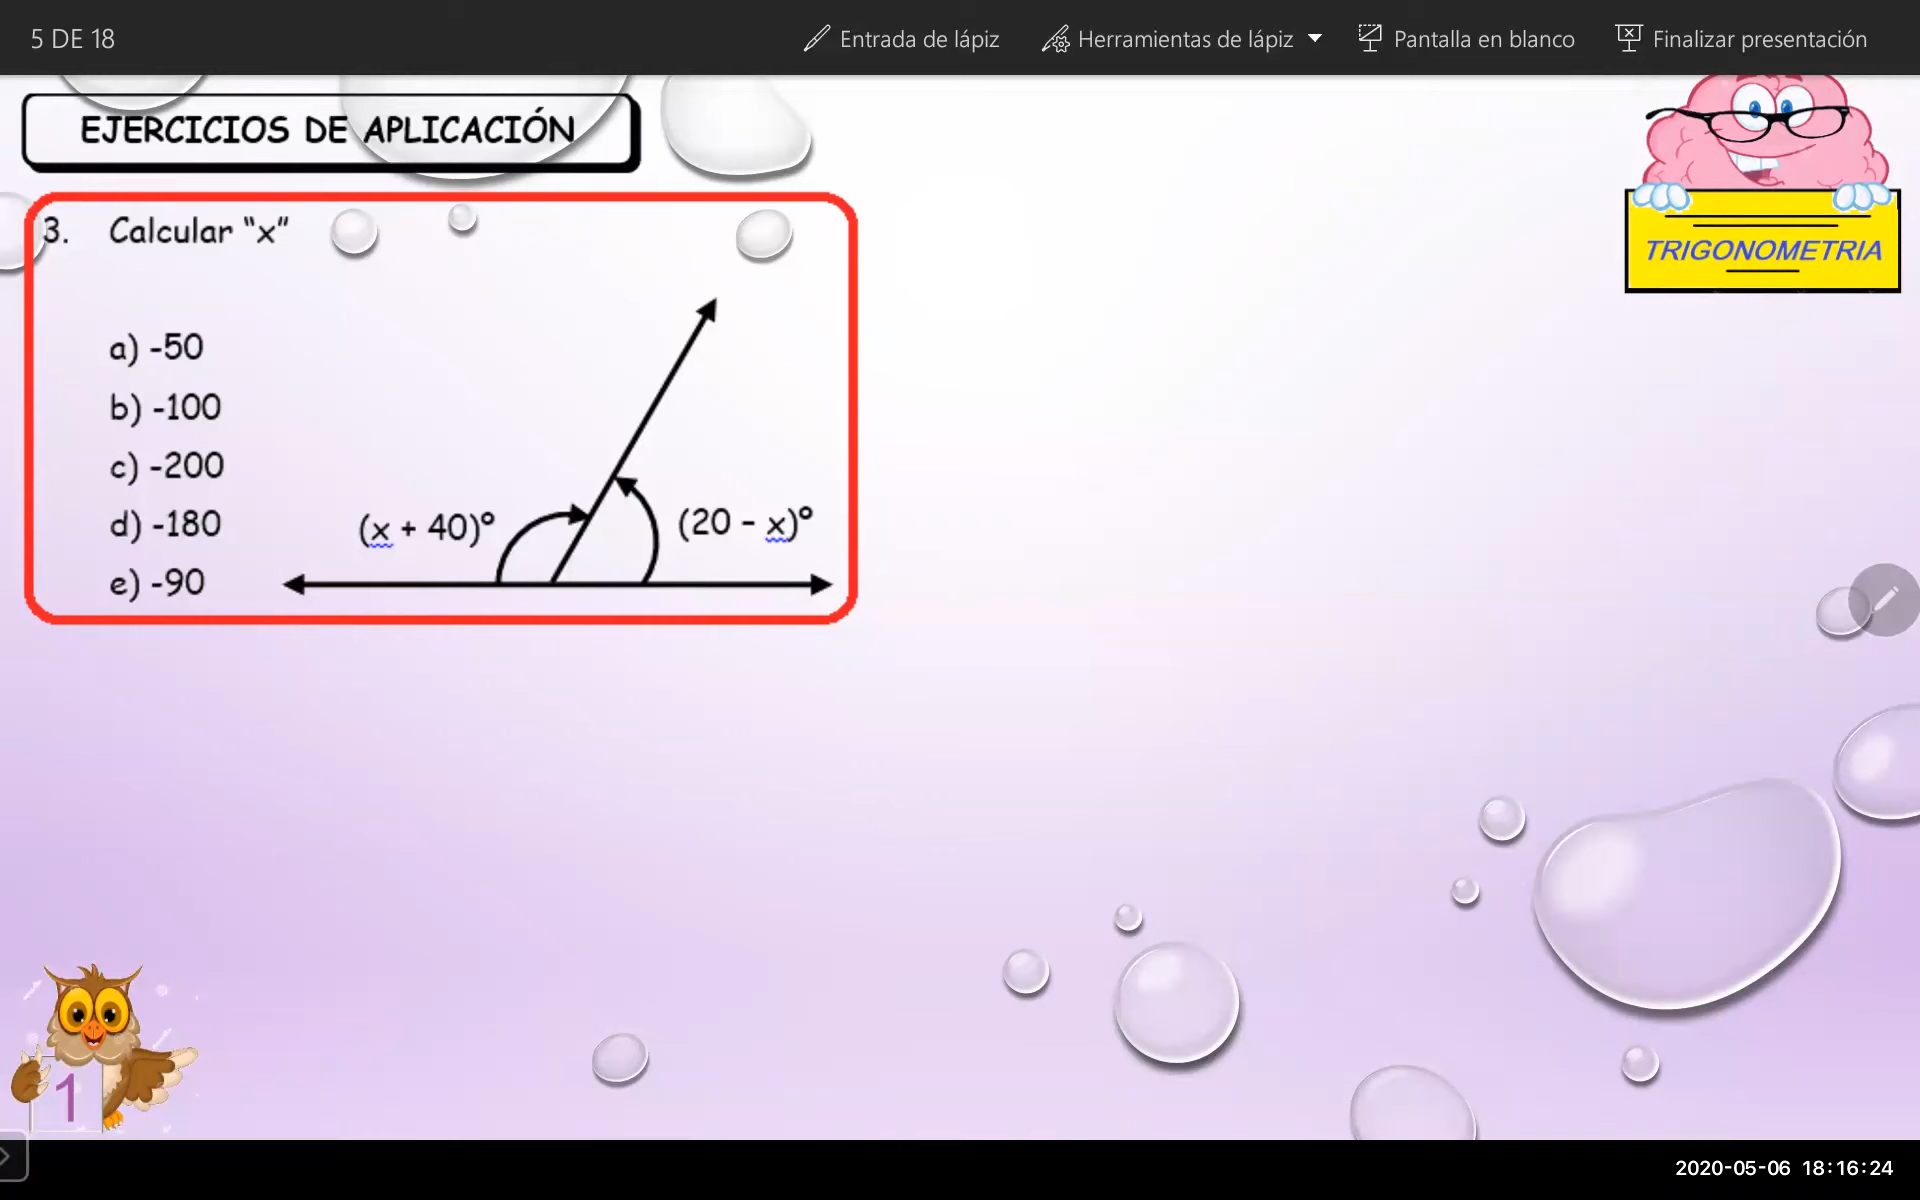 5 DE 18
Entrada de lápiz
Herramientas de lápiz
Pantalla en blanco
Finalizar presentación
EJERCICIOS DE APLICACIÓN
TRIGONOMETRIA
3. Calcular “x”
a) -50
b) -100
c) -200
d) -180
e) -90
(x + 40)º
(20 - x)º
1
2020-05-06 18:16:24